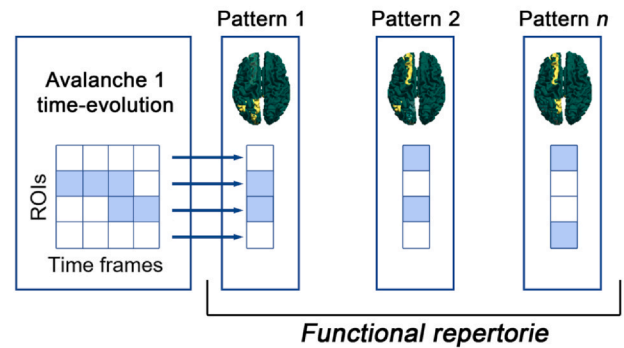 Pattern 1
Pattern 2
Pattern n
Avalanche 1
time-evolution
ROIs
Time frames
Functional repertorie